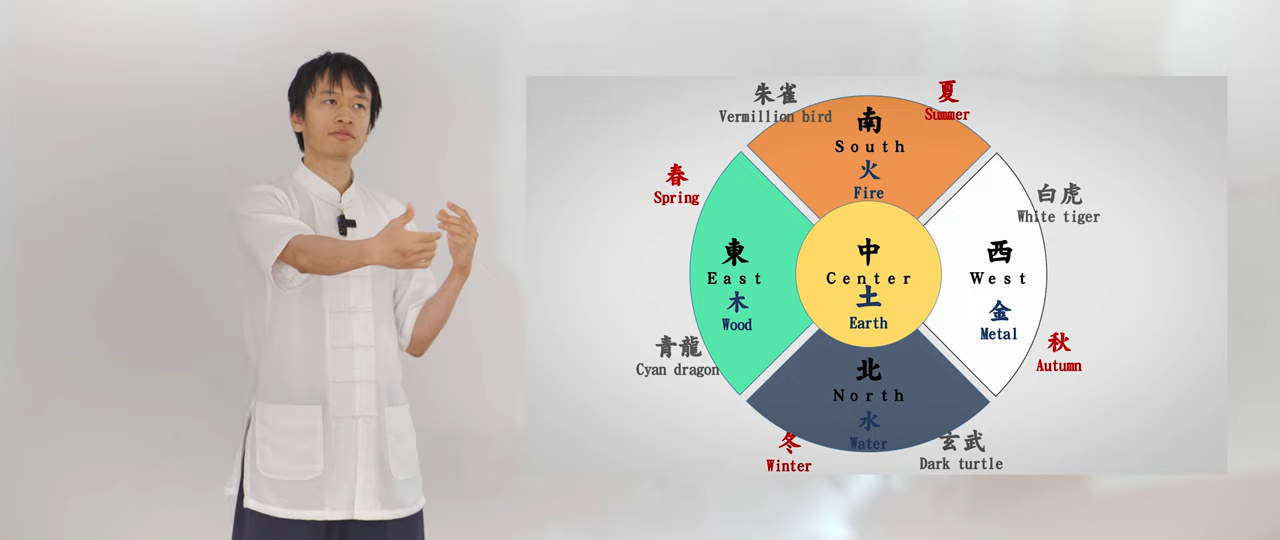 朱雀
Vermillion bird
夏
Summer
南
South
火
Fire
春
Spring
白虎
White tiger
東
East
木
Wood
中
Center
土
Earth
西
West
金
Metal
青龍
Cyan dragon
秋
Autumn
北
North
水
Water
冬
Winter
玄武
Dark turtle